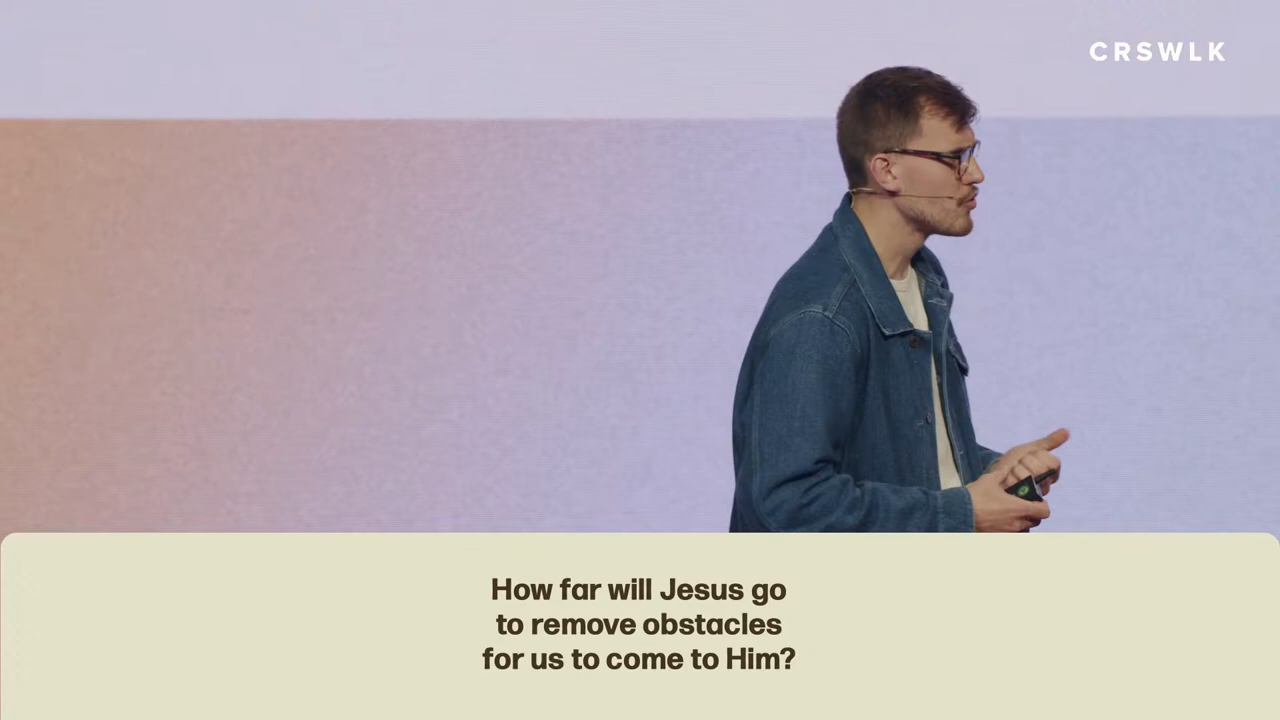 CRSWLK
How far will Jesus go
to remove obstacles
for us to come to Him?